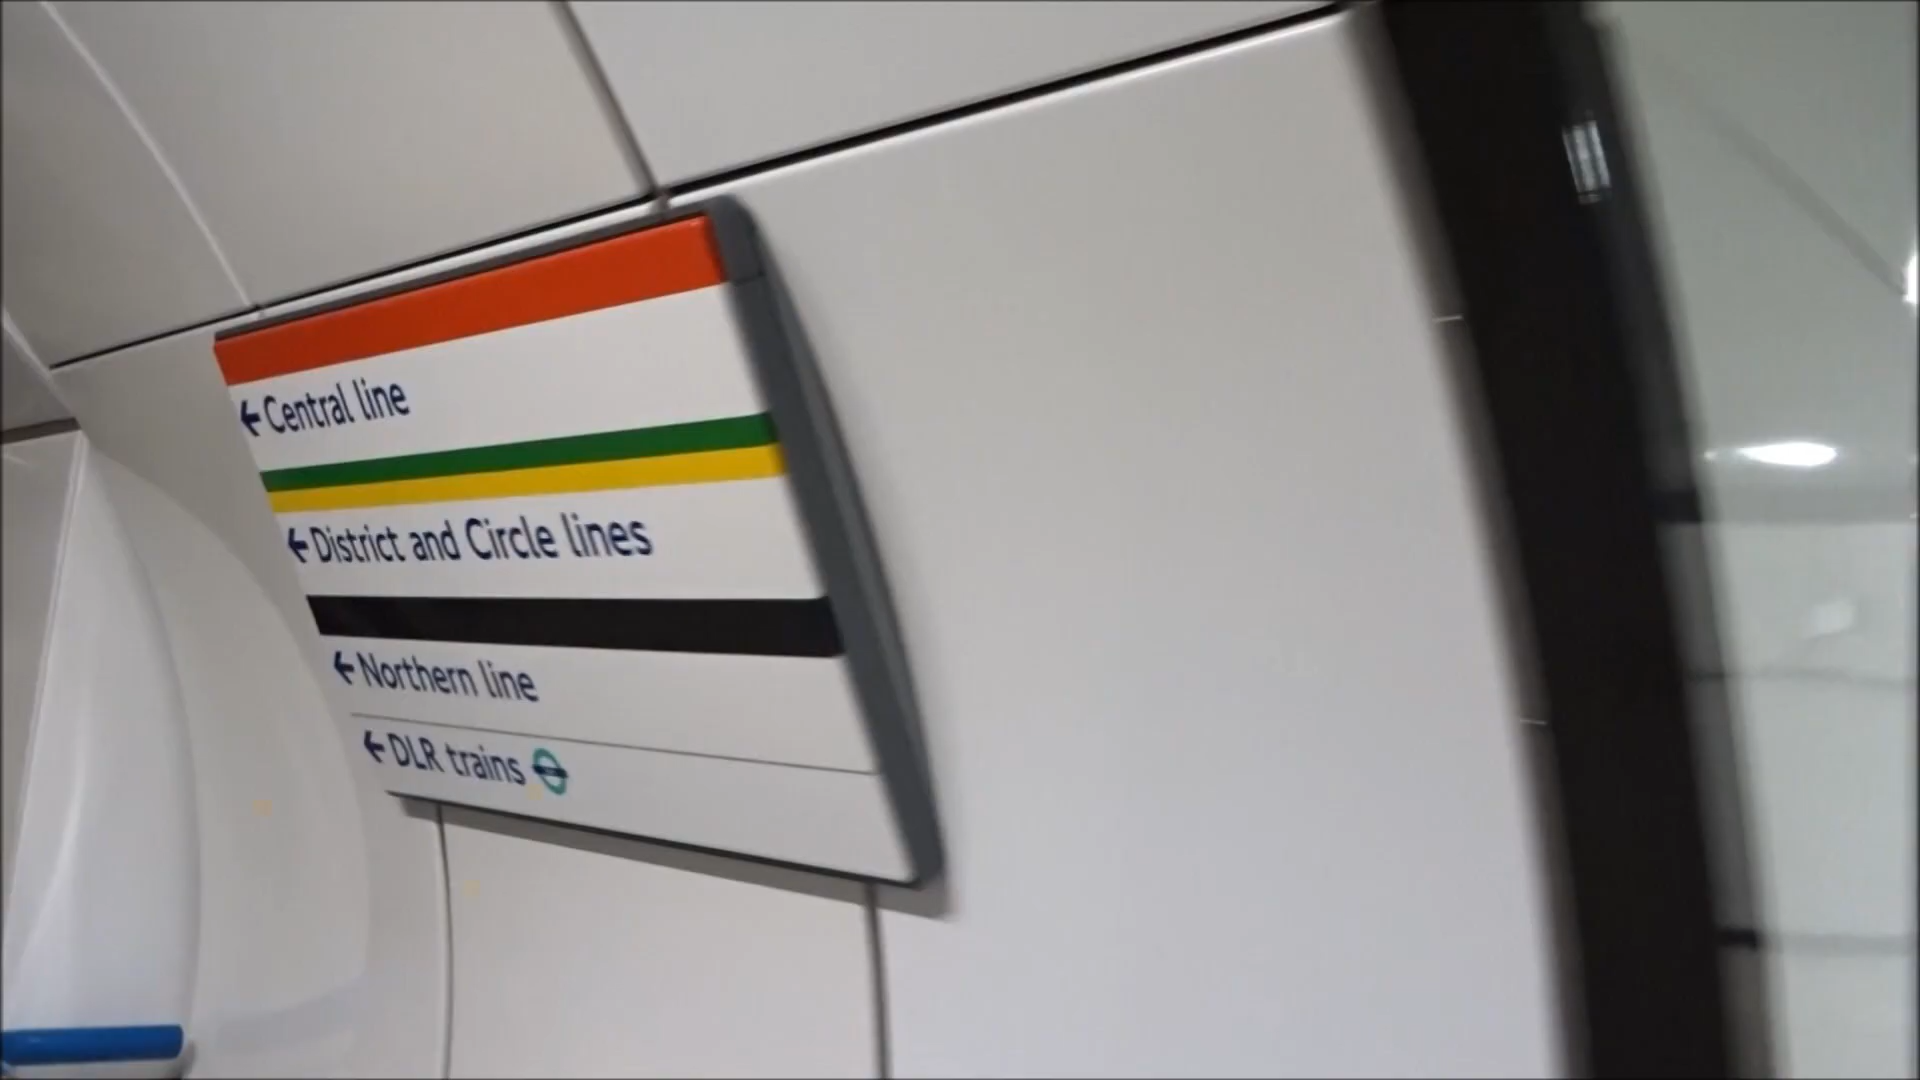 ← Central line
← District and Circle lines
← Northern line
← DLR trains